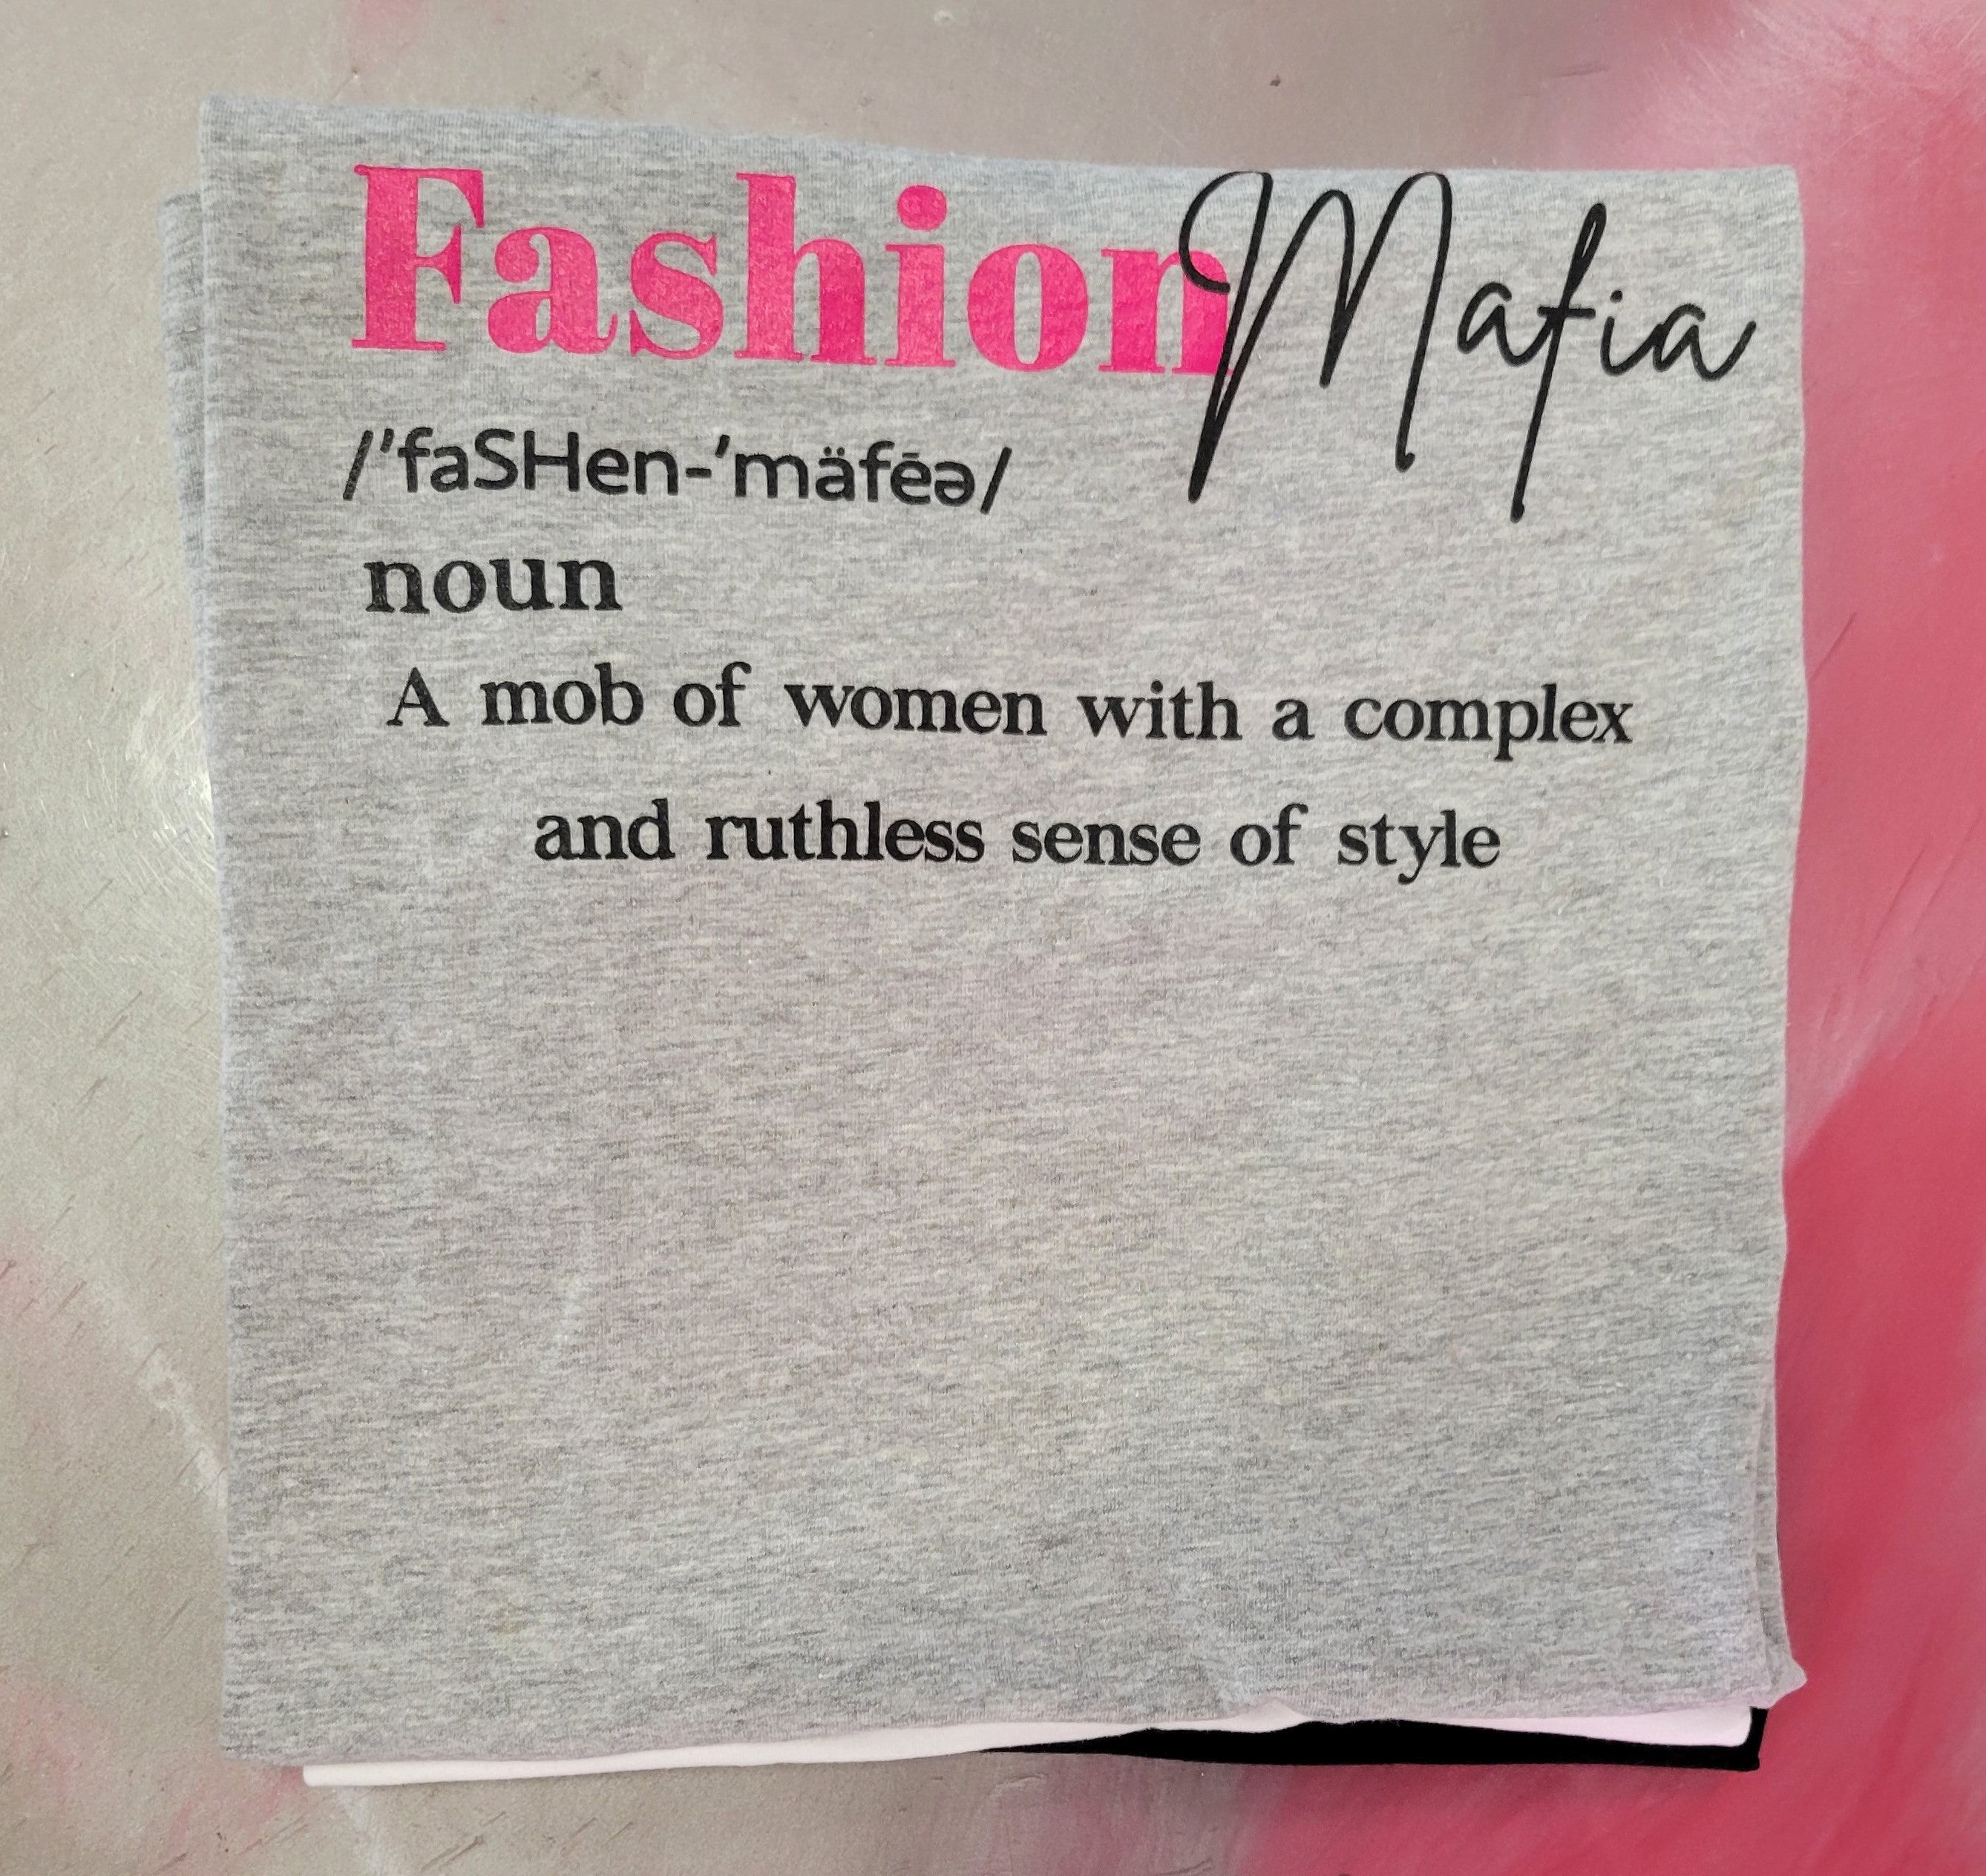 Fashion Mafia
/'faSHen-'mäfēə/
noun
A mob of women with a complex
and ruthless sense of style